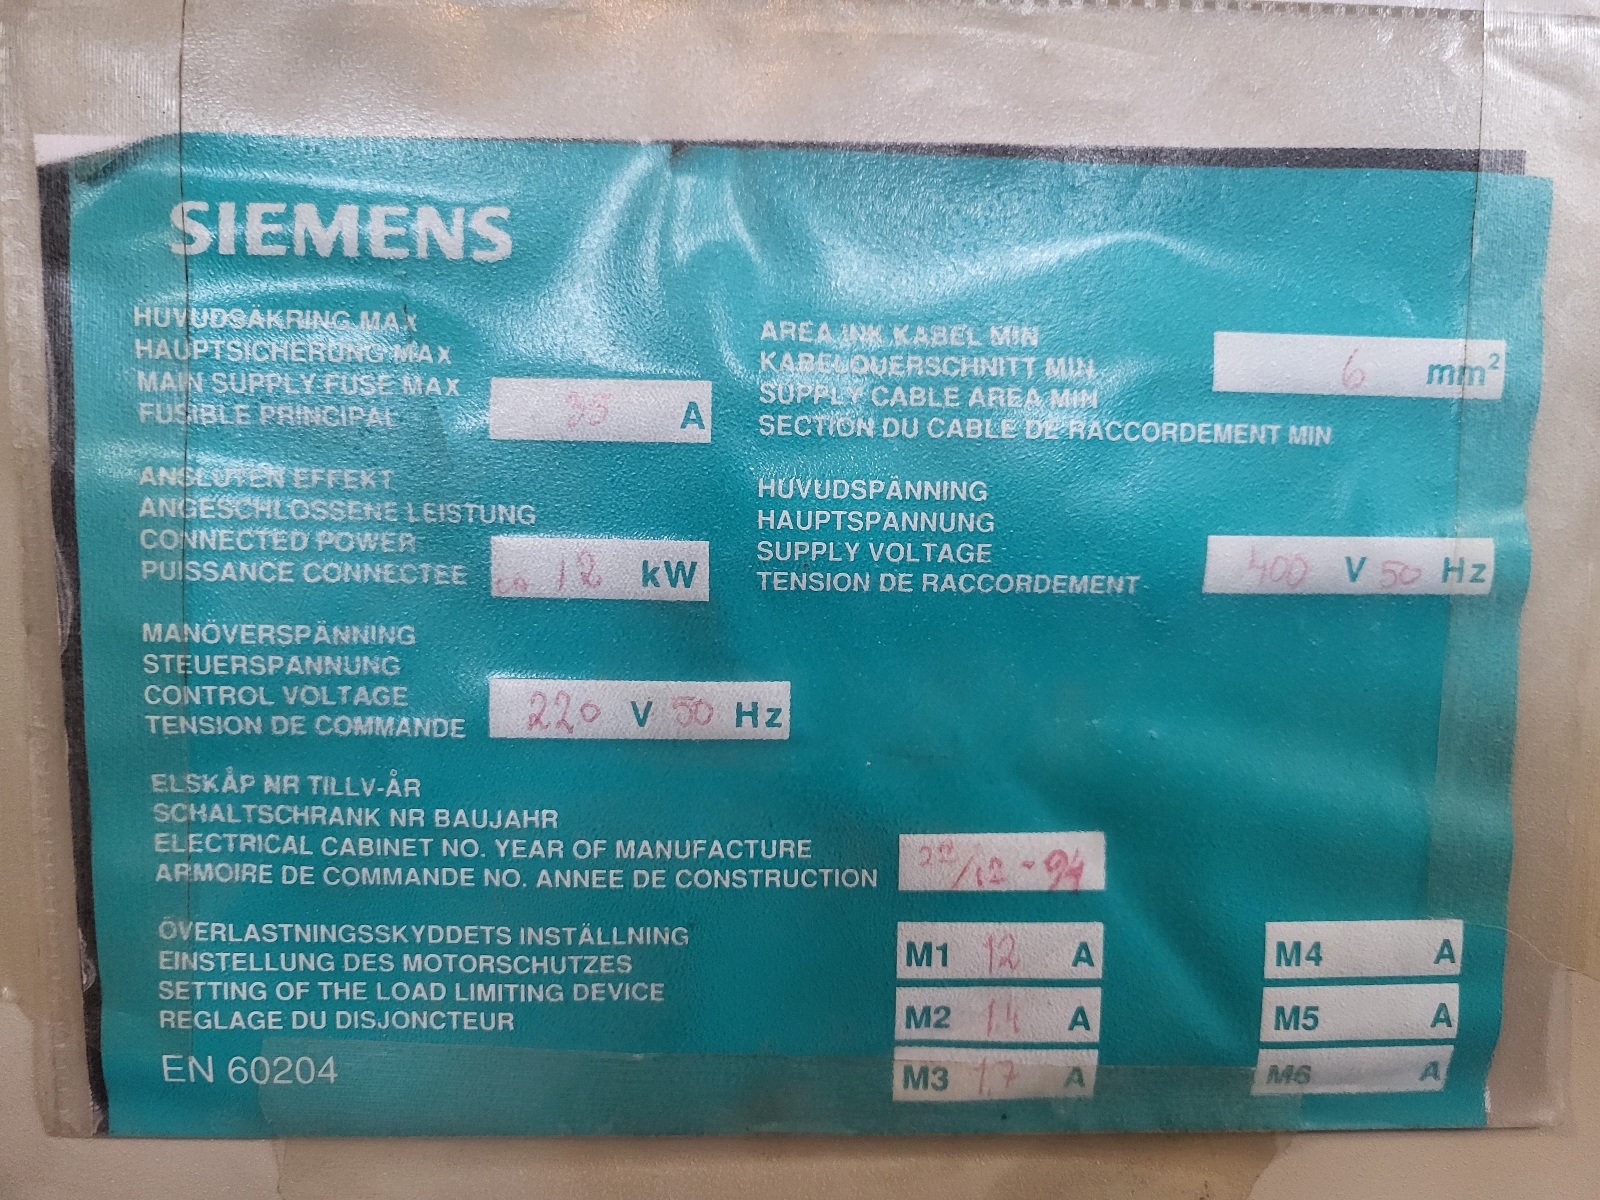 SIEMENS
HUVUDSÄKRING MAX
HAUPTSICHERUNG MAX
MAIN SUPPLY FUSE MAX
FUSIBLE PRINCIPAL
35 A
AREA INK KABEL MIN
KABELQUERSCHNITT MIN
SUPPLY CABLE AREA MIN
SECTION DU CABLE DE RACCORDEMENT MIN
6 mm²
ANSLUTEN EFFEKT
ANGESCHLOSSENE LEISTUNG
CONNECTED POWER
PUISSANCE CONNECTEE
ca 12 kW
HUVUDSPÄNNING
HAUPTSPANNUNG
SUPPLY VOLTAGE
TENSION DE RACCORDEMENT
400 V 50 Hz
MANÖVERSPÄNNING
STEUERSPANNUNG
CONTROL VOLTAGE
TENSION DE COMMANDE
220 V 50 Hz
ELSKÅP NR TILLV-ÅR
SCHALTSCHRANK NR BAUJAHR
ELECTRICAL CABINET NO. YEAR OF MANUFACTURE
ARMOIRE DE COMMANDE NO. ANNEE DE CONSTRUCTION
22/12-94
ÖVERLASTNINGSSKYDDETS INSTÄLLNING
EINSTELLUNG DES MOTORSCHUTZES
SETTING OF THE LOAD LIMITING DEVICE
REGLAGE DU DISJONCTEUR
M1 12 A
M4 A
M2 1.4 A
M5 A
M3 1.7 A
M6 A
EN 60204